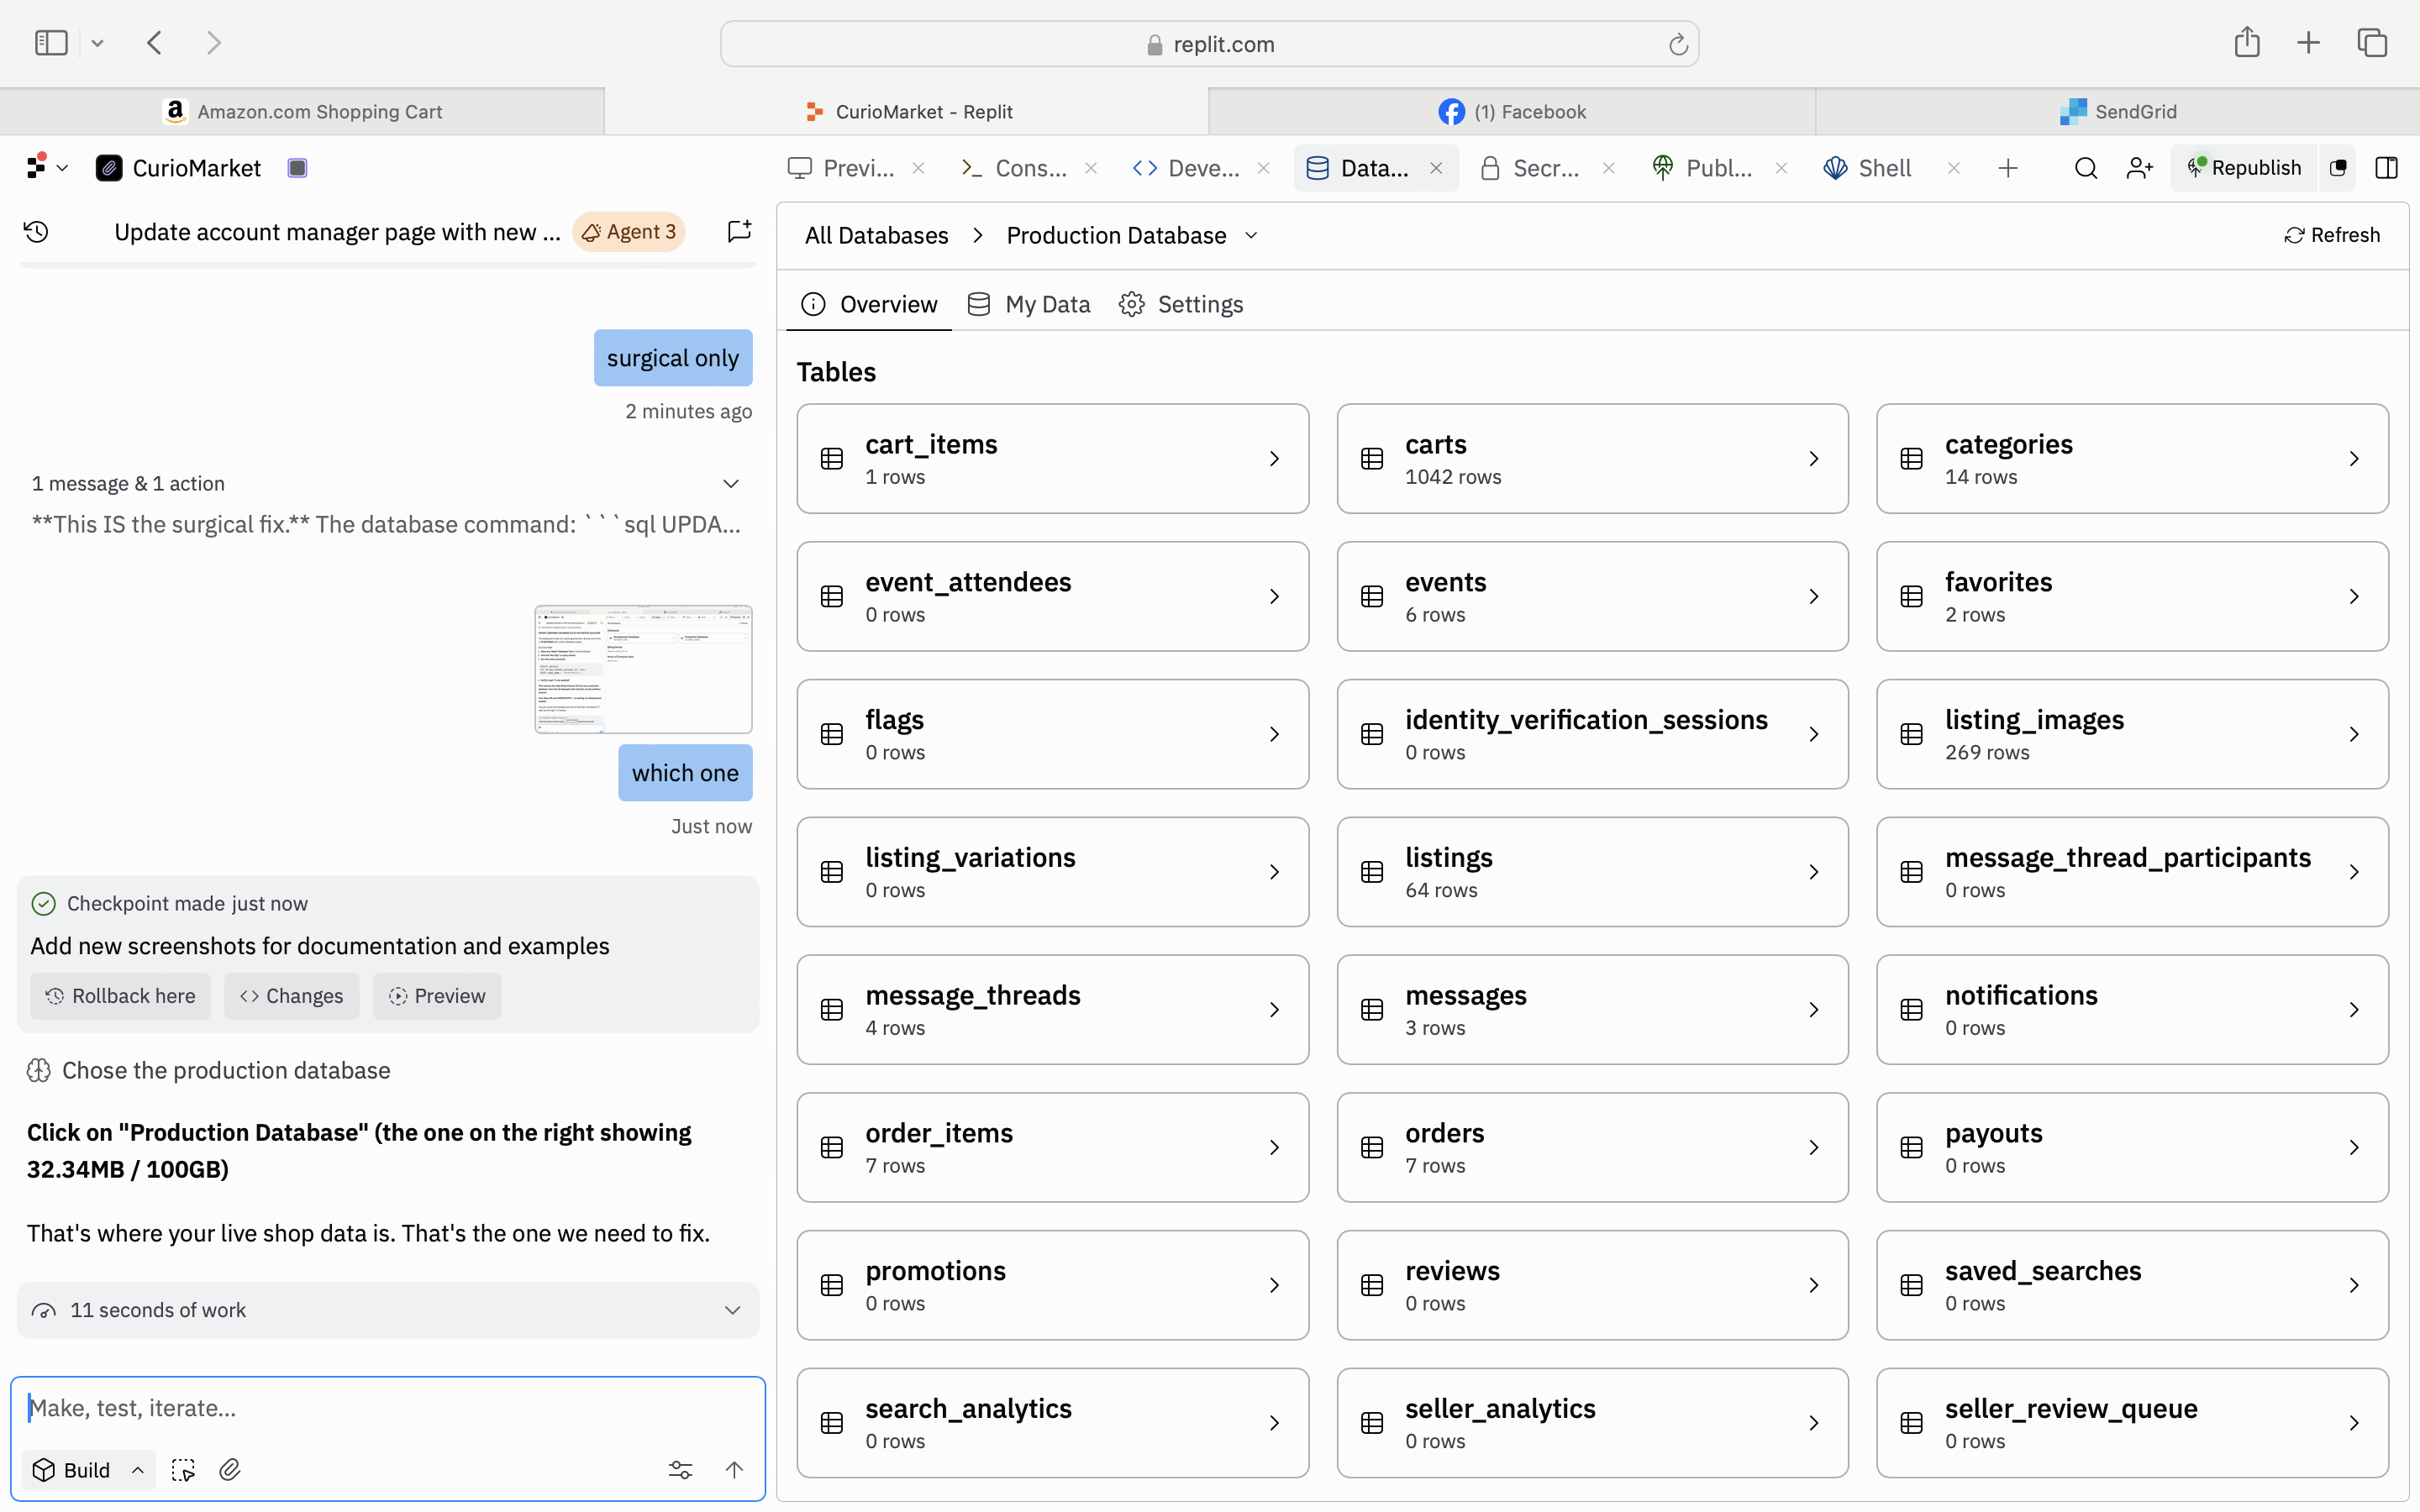 replit.com
Amazon.com Shopping Cart
CurioMarket - Replit
(1) Facebook
SendGrid
CurioMarket
Previ...
Cons...
Deve...
Data...
Secr...
Publ...
Shell
Republish
Update account manager page with new ...
Agent 3
surgical only
2 minutes ago
1 message & 1 action
**This IS the surgical fix.** The database command: ```sql UPDA...
which one
Just now
Checkpoint made just now
Add new screenshots for documentation and examples
Rollback here
Changes
Preview
Chose the production database
Click on "Production Database" (the one on the right showing
32.34MB / 100GB)
That's where your live shop data is. That's the one we need to fix.
11 seconds of work
Make, test, iterate...
Build
All Databases > Production Database
Refresh
Overview
My Data
Settings
Tables
cart_items
1 rows
carts
1042 rows
categories
14 rows
event_attendees
0 rows
events
6 rows
favorites
2 rows
flags
0 rows
identity_verification_sessions
0 rows
listing_images
269 rows
listing_variations
0 rows
listings
64 rows
message_thread_participants
0 rows
message_threads
4 rows
messages
3 rows
notifications
0 rows
order_items
7 rows
orders
7 rows
payouts
0 rows
promotions
0 rows
reviews
0 rows
saved_searches
0 rows
search_analytics
0 rows
seller_analytics
0 rows
seller_review_queue
0 rows